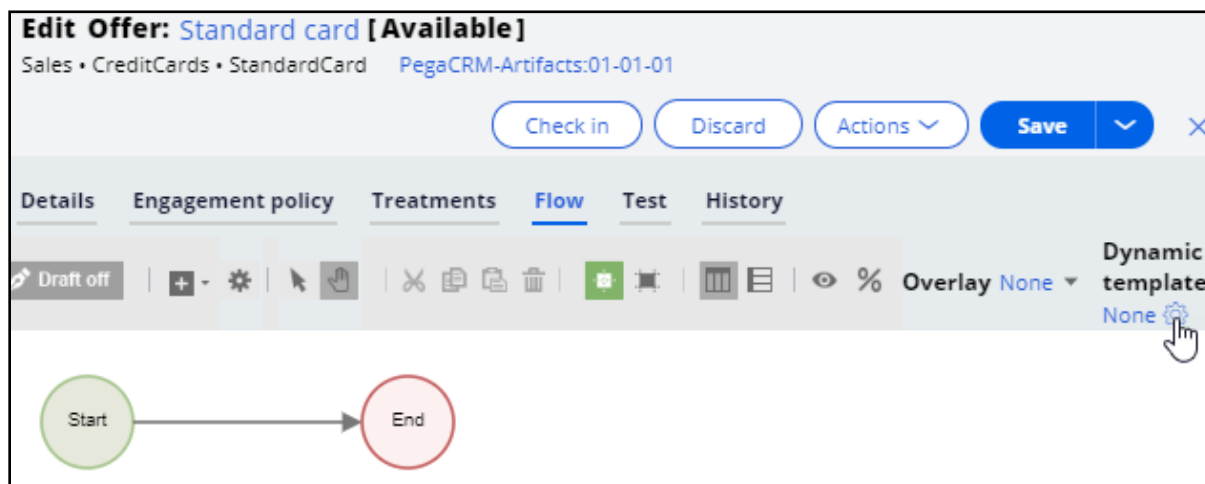 Edit Offer: Standard card [Available]
Sales • CreditCards • StandardCard PegaCRM-Artifacts:01-01-01
Check in Discard Actions Save
Details Engagement policy Treatments Flow Test History
Draft off Overlay None Dynamic
template
None
Start End